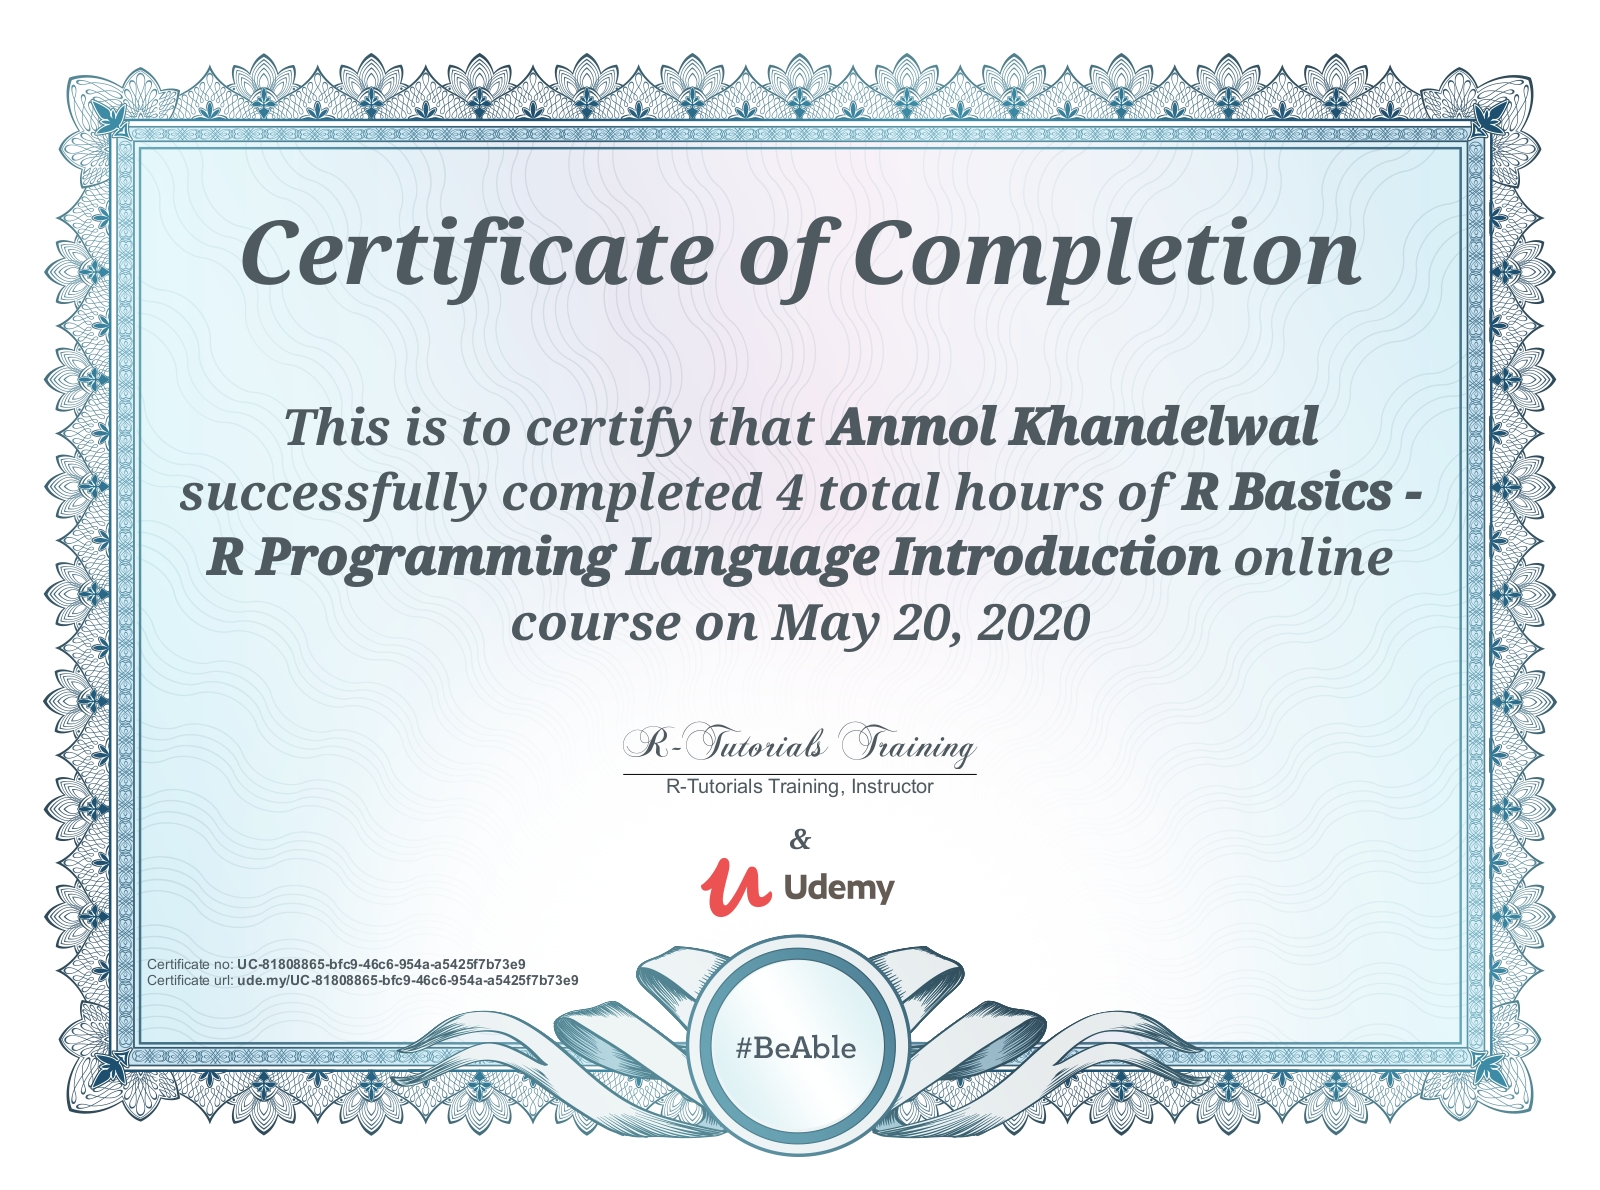 Certificate of Completion
This is to certify that Anmol Khandelwal
successfully completed 4 total hours of R Basics -
R Programming Language Introduction online
course on May 20, 2020
R-Tutorials Training
R-Tutorials Training, Instructor
&
Udemy
Certificate no: UC-81808865-bfc9-46c6-954a-a5425f7b73e9
Certificate url: ude.my/UC-81808865-bfc9-46c6-954a-a5425f7b73e9
#BeAble